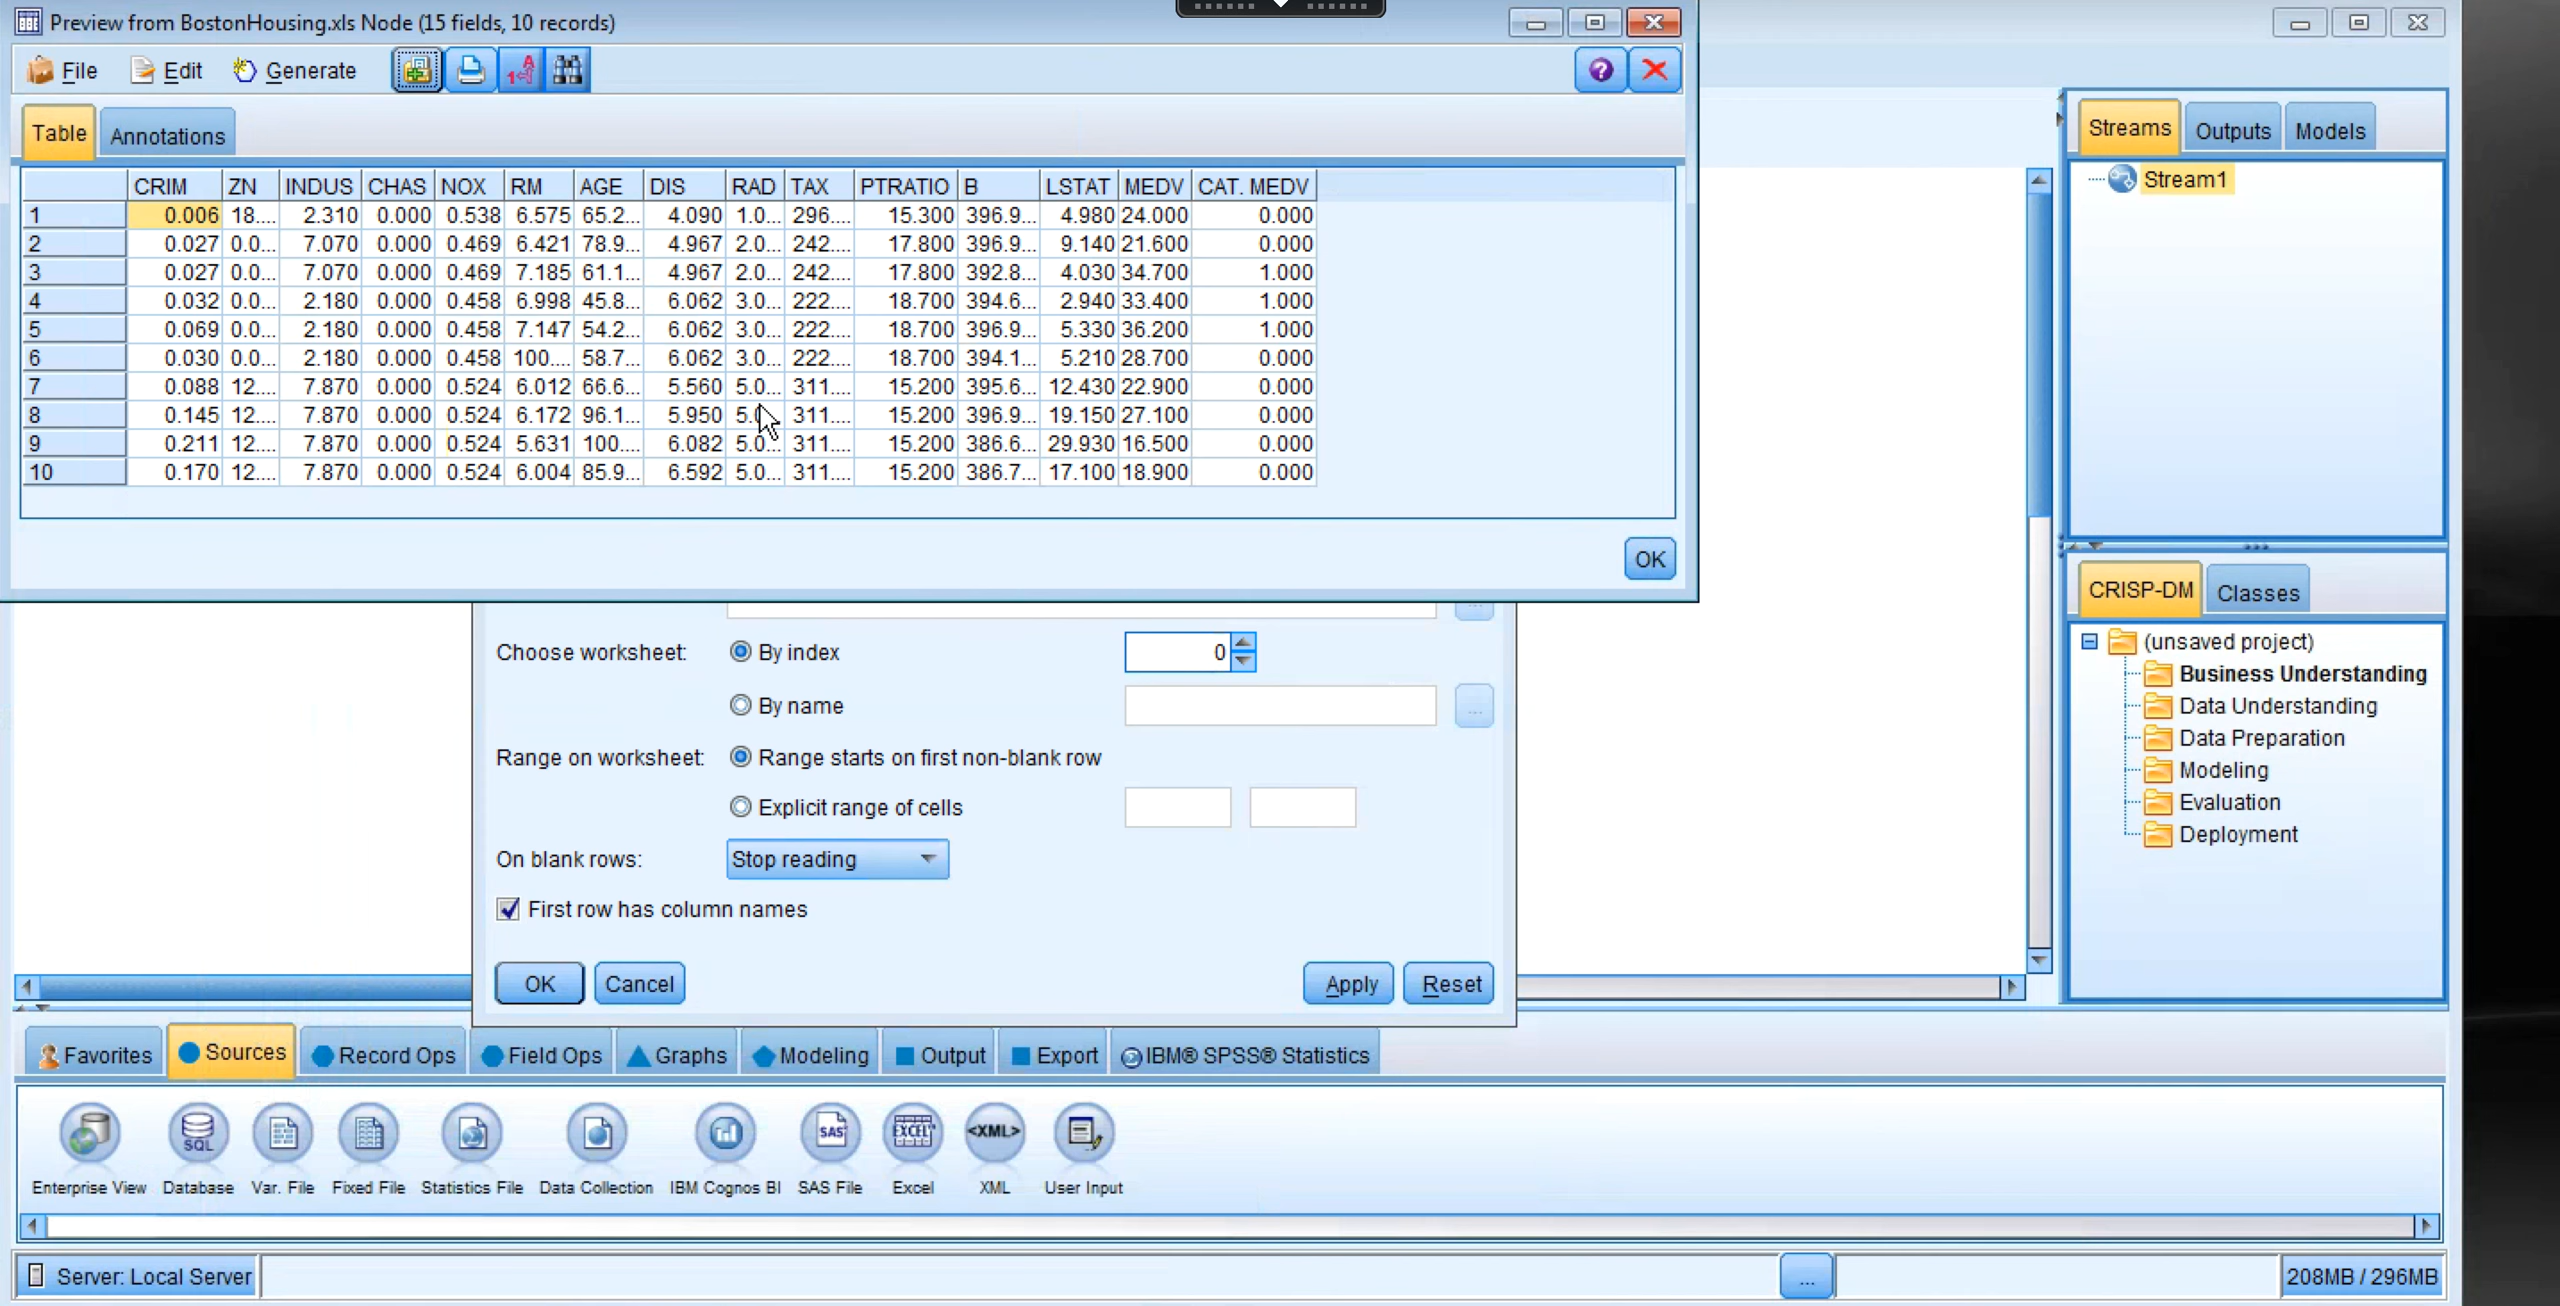 Preview from BostonHousing.xls Node (15 fields, 10 records)
File Edit Generate
Table Annotations
CRIM ZN INDUS CHAS NOX RM AGE DIS RAD TAX PTRATIO B LSTAT MEDV CAT. MEDV
1 0.006 18.... 2.310 0.000 0.538 6.575 65.2... 4.090 1.0... 296.... 15.300 396.9... 4.980 24.000 0.000
2 0.027 0.0... 7.070 0.000 0.469 6.421 78.9... 4.967 2.0... 242.... 17.800 396.9... 9.140 21.600 0.000
3 0.027 0.0... 7.070 0.000 0.469 7.185 61.1... 4.967 2.0... 242.... 17.800 392.8... 4.030 34.700 1.000
4 0.032 0.0... 2.180 0.000 0.458 6.998 45.8... 6.062 3.0... 222.... 18.700 394.6... 2.940 33.400 1.000
5 0.069 0.0... 2.180 0.000 0.458 7.147 54.2... 6.062 3.0... 222.... 18.700 396.9... 5.330 36.200 1.000
6 0.030 0.0... 2.180 0.000 0.458 100.... 58.7... 6.062 3.0... 222.... 18.700 394.1... 5.210 28.700 0.000
7 0.088 12.... 7.870 0.000 0.524 6.012 66.6... 5.560 5.0... 311.... 15.200 395.6... 12.430 22.900 0.000
8 0.145 12.... 7.870 0.000 0.524 6.172 96.1... 5.950 5.0... 311.... 15.200 396.9... 19.150 27.100 0.000
9 0.211 12.... 7.870 0.000 0.524 5.631 100.... 6.082 5.0... 311.... 15.200 386.6... 29.930 16.500 0.000
10 0.170 12.... 7.870 0.000 0.524 6.004 85.9... 6.592 5.0... 311.... 15.200 386.7... 17.100 18.900 0.000
OK
Streams Outputs Models
Stream1
CRISP-DM Classes
(unsaved project)
Business Understanding
Data Understanding
Data Preparation
Modeling
Evaluation
Deployment
Choose worksheet: By index 0
By name ...
Range on worksheet: Range starts on first non-blank row
Explicit range of cells
On blank rows: Stop reading
First row has column names
OK Cancel Apply Reset
Favorites Sources Record Ops Field Ops Graphs Modeling Output Export IBM® SPSS® Statistics
SQL SAS EXCEL <XML>
Enterprise View Database Var. File Fixed File Statistics File Data Collection IBM Cognos BI SAS File Excel XML User Input
Server: Local Server ... 208MB / 296MB